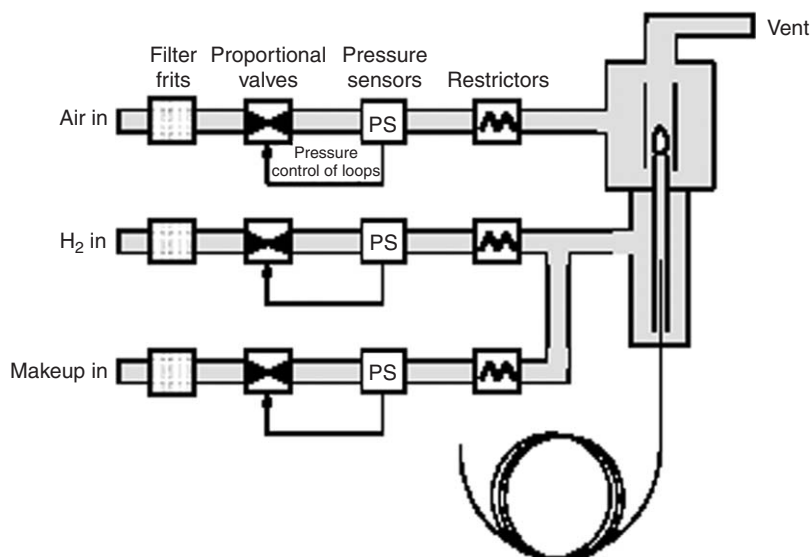 Vent
Filter
frits
Proportional
valves
Pressure
sensors
Restrictors
Air in
PS
Pressure
control of loops
H₂ in
PS
Makeup in
PS